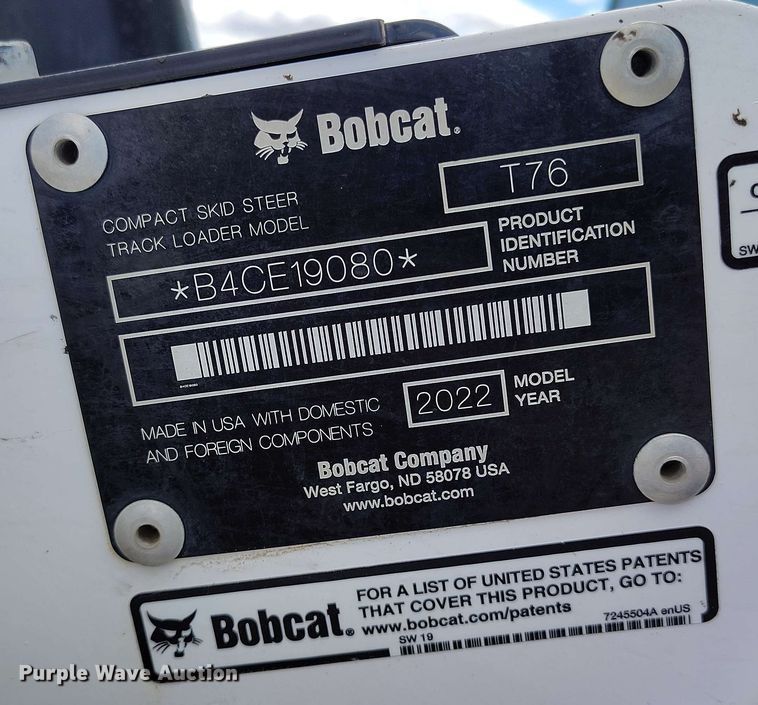 Bobcat.
COMPACT SKID STEER
TRACK LOADER MODEL
T76
*B4CE19080*
PRODUCT
IDENTIFICATION
NUMBER
MADE IN USA WITH DOMESTIC
AND FOREIGN COMPONENTS
2022
MODEL
YEAR
Bobcat Company
West Fargo, ND 58078 USA
www.bobcat.com
SW
Bobcat.
FOR A LIST OF UNITED STATES PATENTS
THAT COVER THIS PRODUCT, GO TO:
www.bobcat.com/patents
7245504A enUS
SW 19
Purple Wave Auction